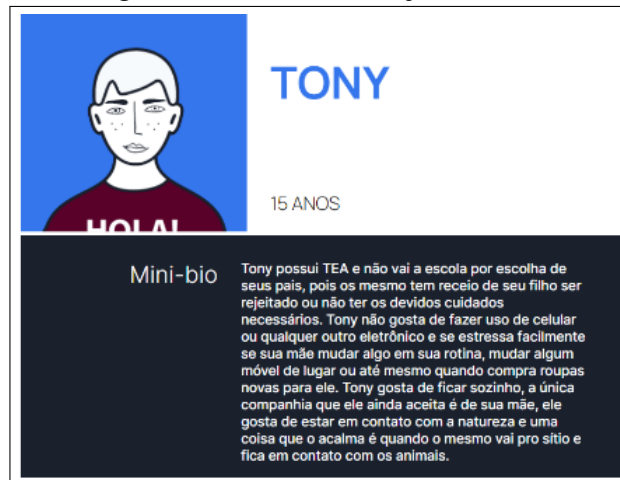 TONY
15 ANOS
HOLA!
Mini-bio
Tony possui TEA e não vai a escola por escolha de
seus pais, pois os mesmo tem receio de seu filho ser
rejeitado ou não ter os devidos cuidados
necessários. Tony não gosta de fazer uso de celular
ou qualquer outro eletrônico e se estressa facilmente
se sua mãe mudar algo em sua rotina, mudar algum
móvel de lugar ou até mesmo quando compra roupas
novas para ele. Tony gosta de ficar sozinho, a única
companhia que ele ainda aceita é de sua mãe, ele
gosta de estar em contato com a natureza e uma
coisa que o acalma é quando o mesmo vai pro sítio e
fica em contato com os animais.